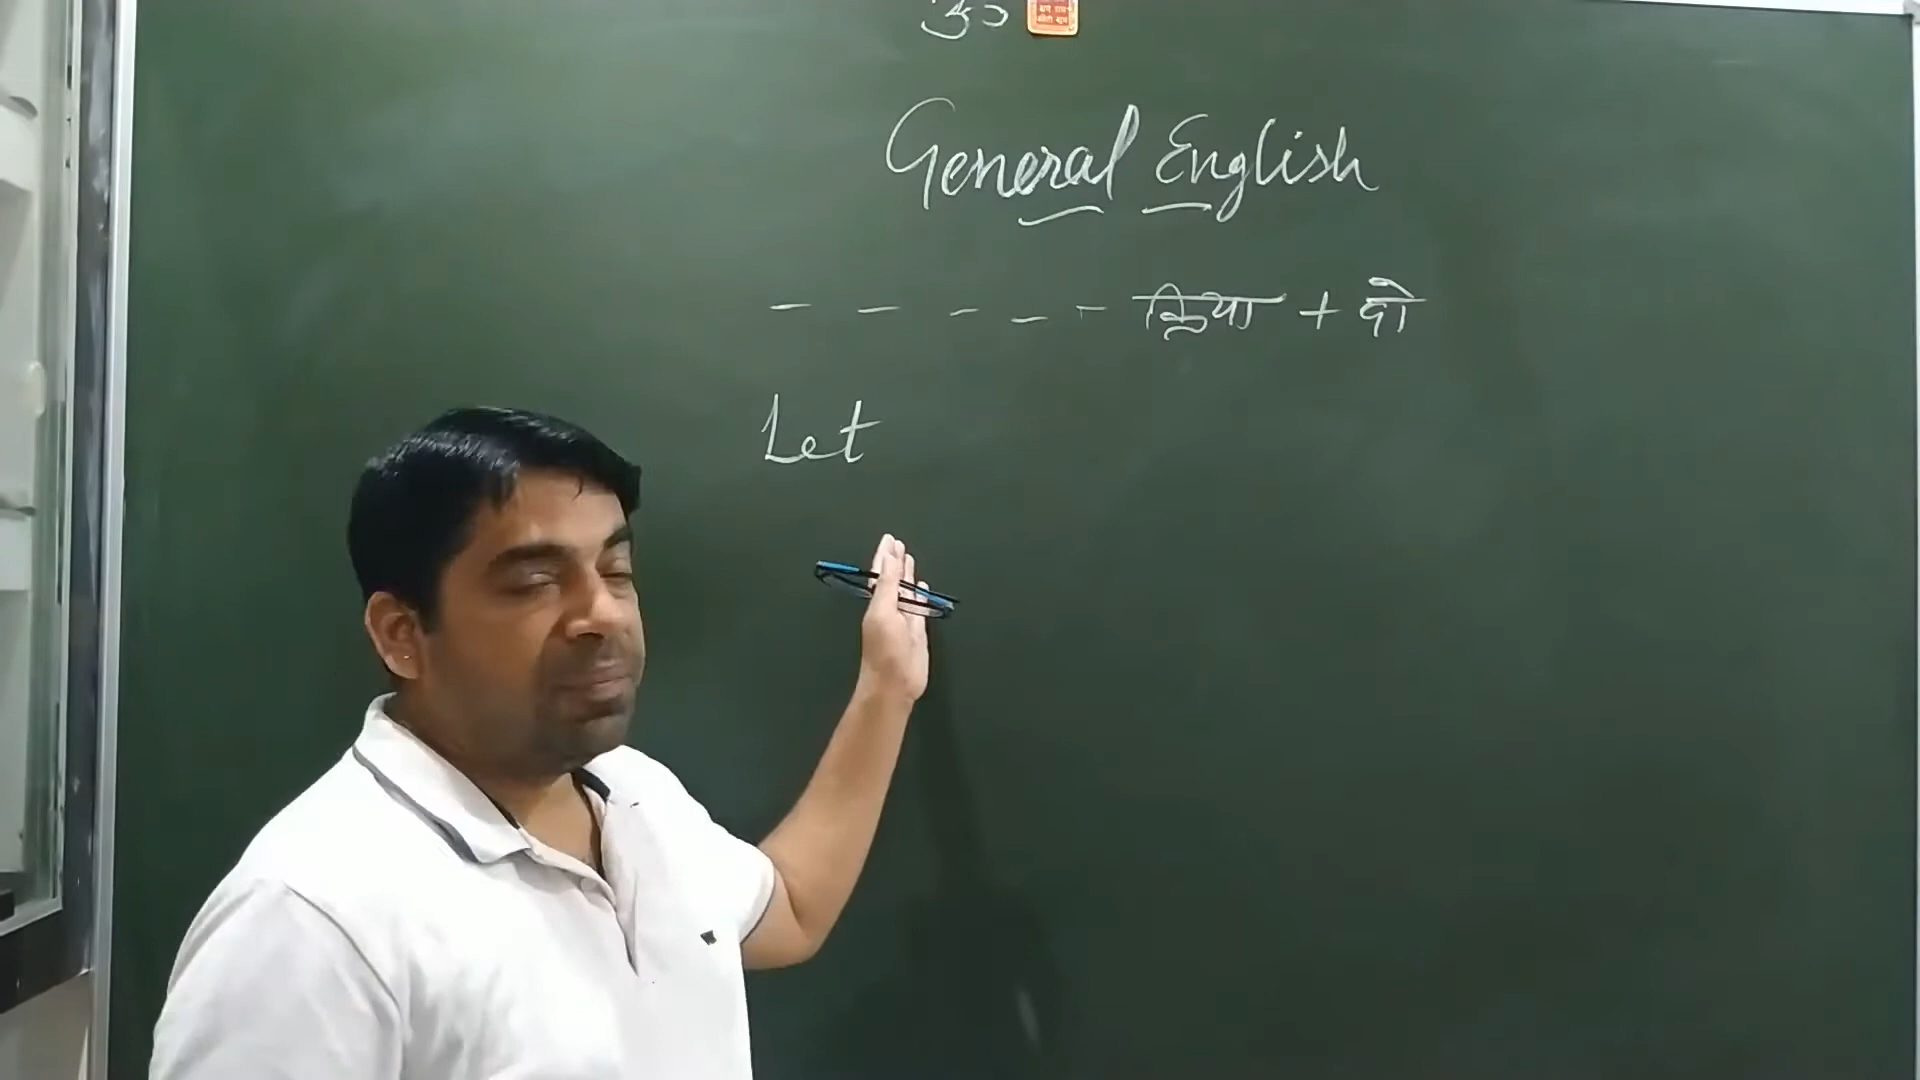 General English
- - - - - क्रिया + दो
Let